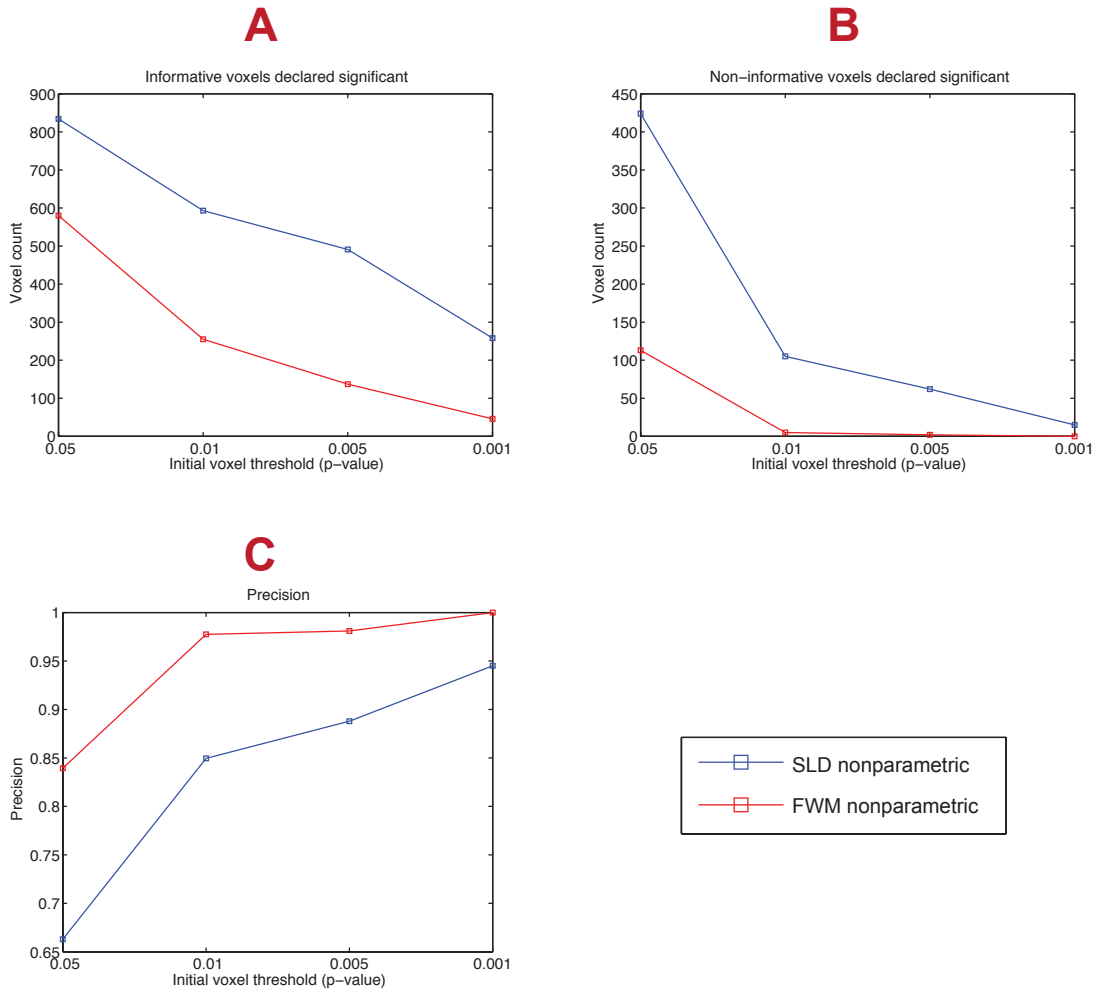 A
Informative voxels declared significant
900
800
700
600
500
400
300
200
100
0
Voxel count
0.05 0.01 0.005 0.001
Initial voxel threshold (p−value)
B
Non−informative voxels declared significant
450
400
350
300
250
200
150
100
50
0
Voxel count
0.05 0.01 0.005 0.001
Initial voxel threshold (p−value)
C
Precision
1
0.95
0.9
0.85
0.8
0.75
0.7
0.65
Precision
0.05 0.01 0.005 0.001
Initial voxel threshold (p−value)
SLD nonparametric
FWM nonparametric